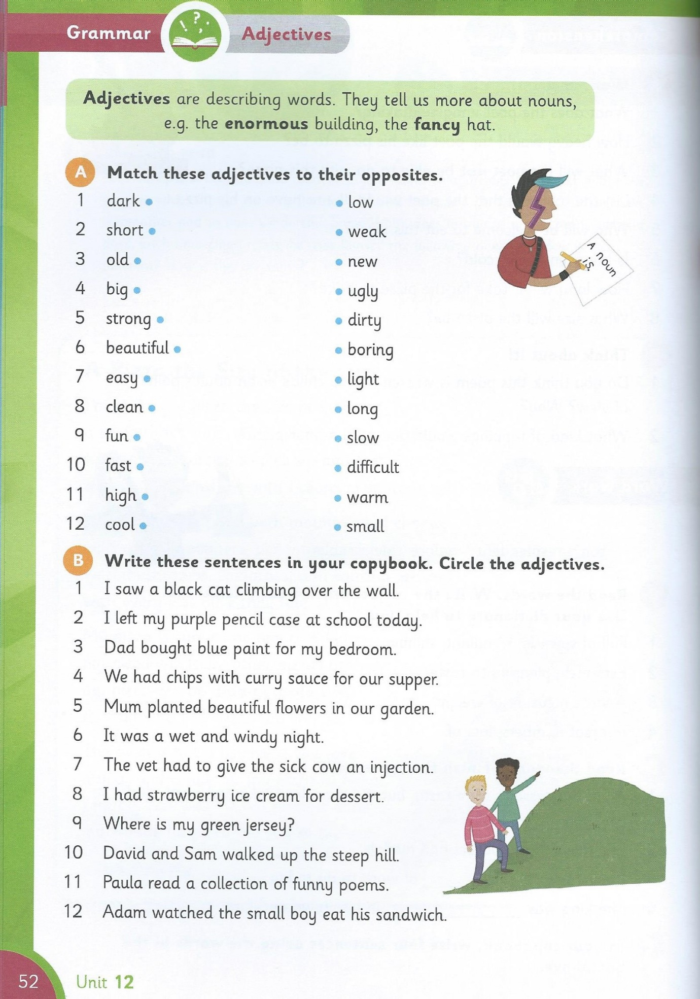 Grammar
! ? , .
Adjectives
Adjectives are describing words. They tell us more about nouns,
e.g. the enormous building, the fancy hat.
A Match these adjectives to their opposites.
1 dark • • low
2 short • • weak
3 old • • new
4 big • • ugly
5 strong • • dirty
6 beautiful • • boring
7 easy • • light
8 clean • • long
9 fun • • slow
10 fast • • difficult
11 high • • warm
12 cool • • small
A noun
is.
B Write these sentences in your copybook. Circle the adjectives.
1 I saw a black cat climbing over the wall.
2 I left my purple pencil case at school today.
3 Dad bought blue paint for my bedroom.
4 We had chips with curry sauce for our supper.
5 Mum planted beautiful flowers in our garden.
6 It was a wet and windy night.
7 The vet had to give the sick cow an injection.
8 I had strawberry ice cream for dessert.
9 Where is my green jersey?
10 David and Sam walked up the steep hill.
11 Paula read a collection of funny poems.
12 Adam watched the small boy eat his sandwich.
52 Unit 12